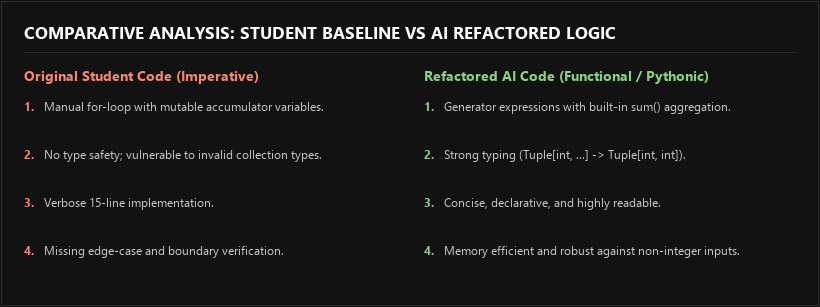 COMPARATIVE ANALYSIS: STUDENT BASELINE VS AI REFACTORED LOGIC
Original Student Code (Imperative)
1. Manual for-loop with mutable accumulator variables.
2. No type safety; vulnerable to invalid collection types.
3. Verbose 15-line implementation.
4. Missing edge-case and boundary verification.
Refactored AI Code (Functional / Pythonic)
1. Generator expressions with built-in sum() aggregation.
2. Strong typing (Tuple[int, ...] -> Tuple[int, int]).
3. Concise, declarative, and highly readable.
4. Memory efficient and robust against non-integer inputs.